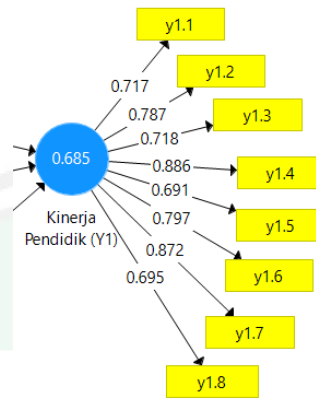 y1.1
y1.2
0.717
0.787
y1.3
0.718
0.685
0.886
y1.4
0.691
Kinerja
Pendidik (Y1)
0.797
y1.5
0.872
y1.6
0.695
y1.7
y1.8